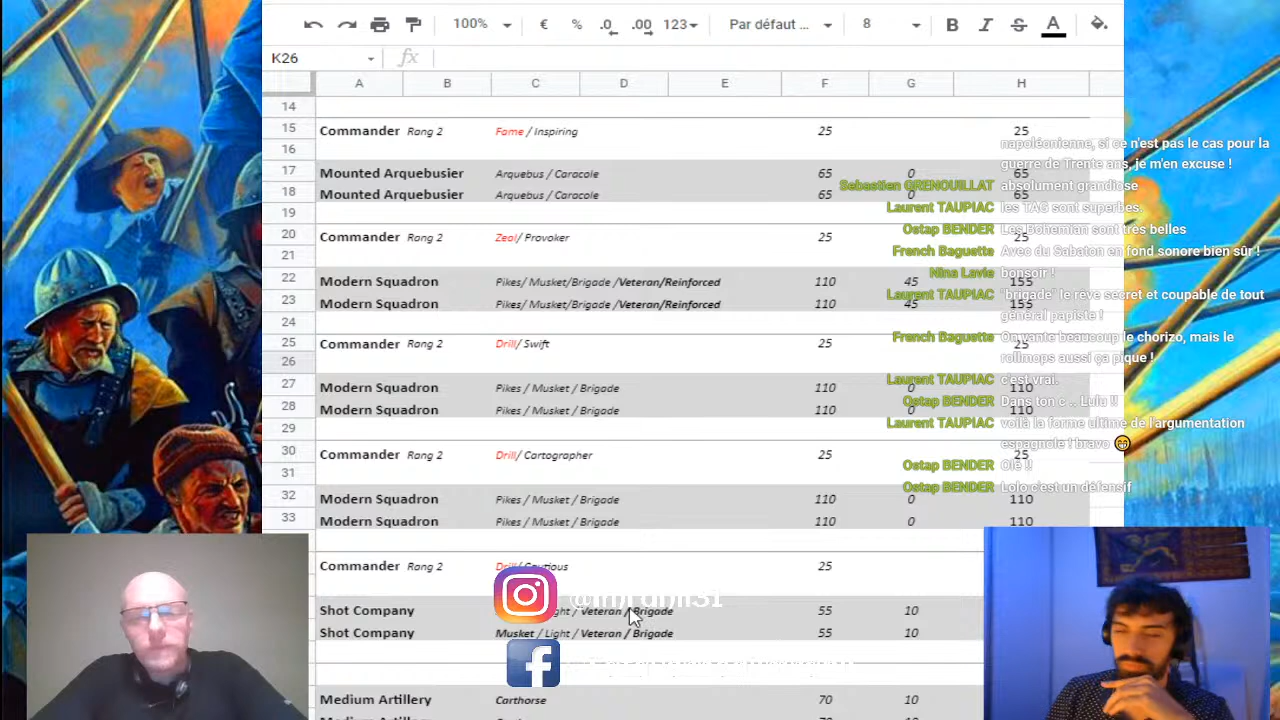 100% € % .0 .00 123 Par défaut ... 8 B I S A
K26 fx
A B C D E F G H
14
15 Commander Rang 2 Fame / Inspiring 25 25
16
17 Mounted Arquebusier Arquebus / Caracole 65 0 65
18 Mounted Arquebusier Arquebus / Caracole 65 0 65
19
20 Commander Rang 2 Zeal/ Provoker 25 25
21
22 Modern Squadron Pikes/ Musket/Brigade /Veteran/Reinforced 110 45 155
23 Modern Squadron Pikes/ Musket/Brigade /Veteran/Reinforced 110 45 155
24
25 Commander Rang 2 Drill/ Swift 25 25
26
27 Modern Squadron Pikes / Musket / Brigade 110 0 110
28 Modern Squadron Pikes / Musket / Brigade 110 0 110
29
30 Commander Rang 2 Drill/ Cartographer 25 25
31
32 Modern Squadron Pikes / Musket / Brigade 110 0 110
33 Modern Squadron Pikes / Musket / Brigade 110 0 110
Commander Rang 2 Drill/ Cautious 25
Shot Company Light / Veteran / Brigade 55 10
Shot Company Musket / Light / Veteran / Brigade 55 10
Medium Artillery Carthorse 70 10
Medium Artillery
napoléonienne, si ce n'est pas le cas pour la
guerre de Trente ans, je m'en excuse !
Sebastien GRENOUILLAT absolument grandiose
Laurent TAUPIAC les TAG sont superbes.
Ostap BENDER Les Bohemian sont très belles
French Baguette Avec du Sabaton en fond sonore bien sûr !
Nina Lavie bonsoir !
Laurent TAUPIAC "brigade" le rêve secret et coupable de tout
général papiste !
French Baguette On vante beaucoup le chorizo, mais le
rollmops aussi ça pique !
Laurent TAUPIAC c'est vrai.
Ostap BENDER Dans ton c... Lulu !!
Laurent TAUPIAC voilà la forme ultime de l'argumentation
espagnole ! bravo 😁
Ostap BENDER Olé !!
Ostap BENDER Lolo c'est un défensif